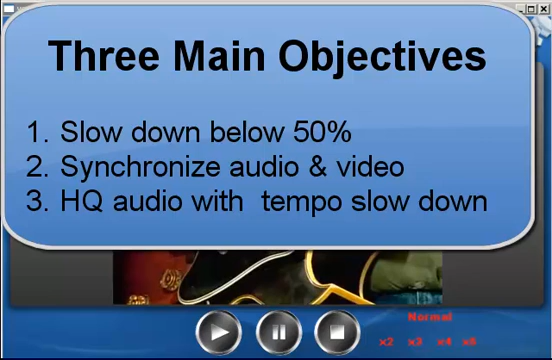 Three Main Objectives
1. Slow down below 50%
2. Synchronize audio & video
3. HQ audio with  tempo slow down
Normal
x2 x3 x4 x8